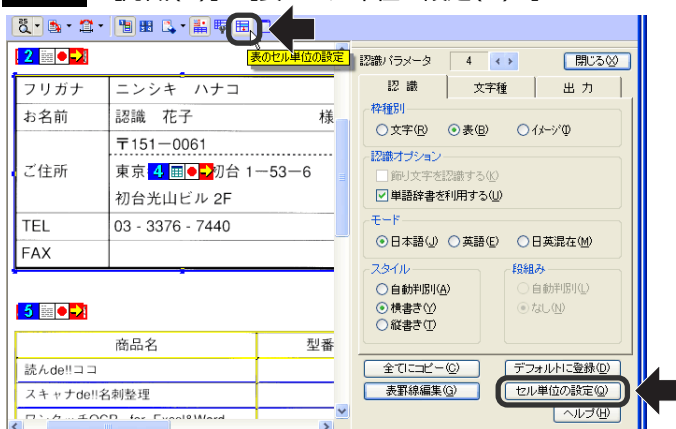 表のセル単位の設定
2
フリガナ ニンシキ ハナコ
お名前 認識 花子 様
〒151－0061
ご住所 東京 4 初台 1－53－6
初台光山ビル 2F
TEL 03 - 3376 - 7440
FAX
5
商品名 型番
読んde!!ココ
スキャナde!!名刺整理
認識パラメータ 4 閉じる(X)
認 識 文字種 出 力
枠種別
文字(R) 表(B) イメージ(I)
認識オプション
飾り文字を認識する(K)
単語辞書を利用する(U)
モード
日本語(J) 英語(E) 日英混在(M)
スタイル 段組み
自動判別(A) 自動判別(L)
横書き(Y) なし(N)
縦書き(T)
全てにコピー(C) デフォルトに登録(D)
表罫線編集(G) セル単位の設定(Q)
ヘルプ(H)